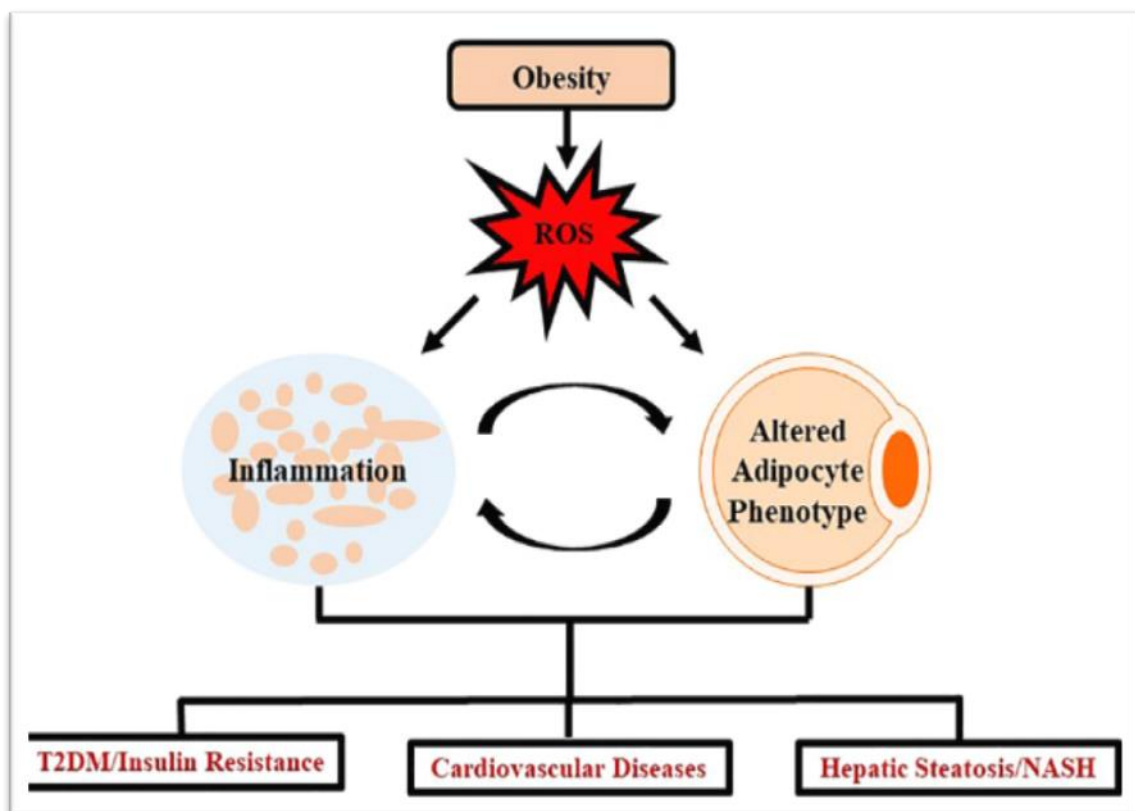 Obesity
ROS
Inflammation
Altered
Adipocyte
Phenotype
T2DM/Insulin Resistance
Cardiovascular Diseases
Hepatic Steatosis/NASH